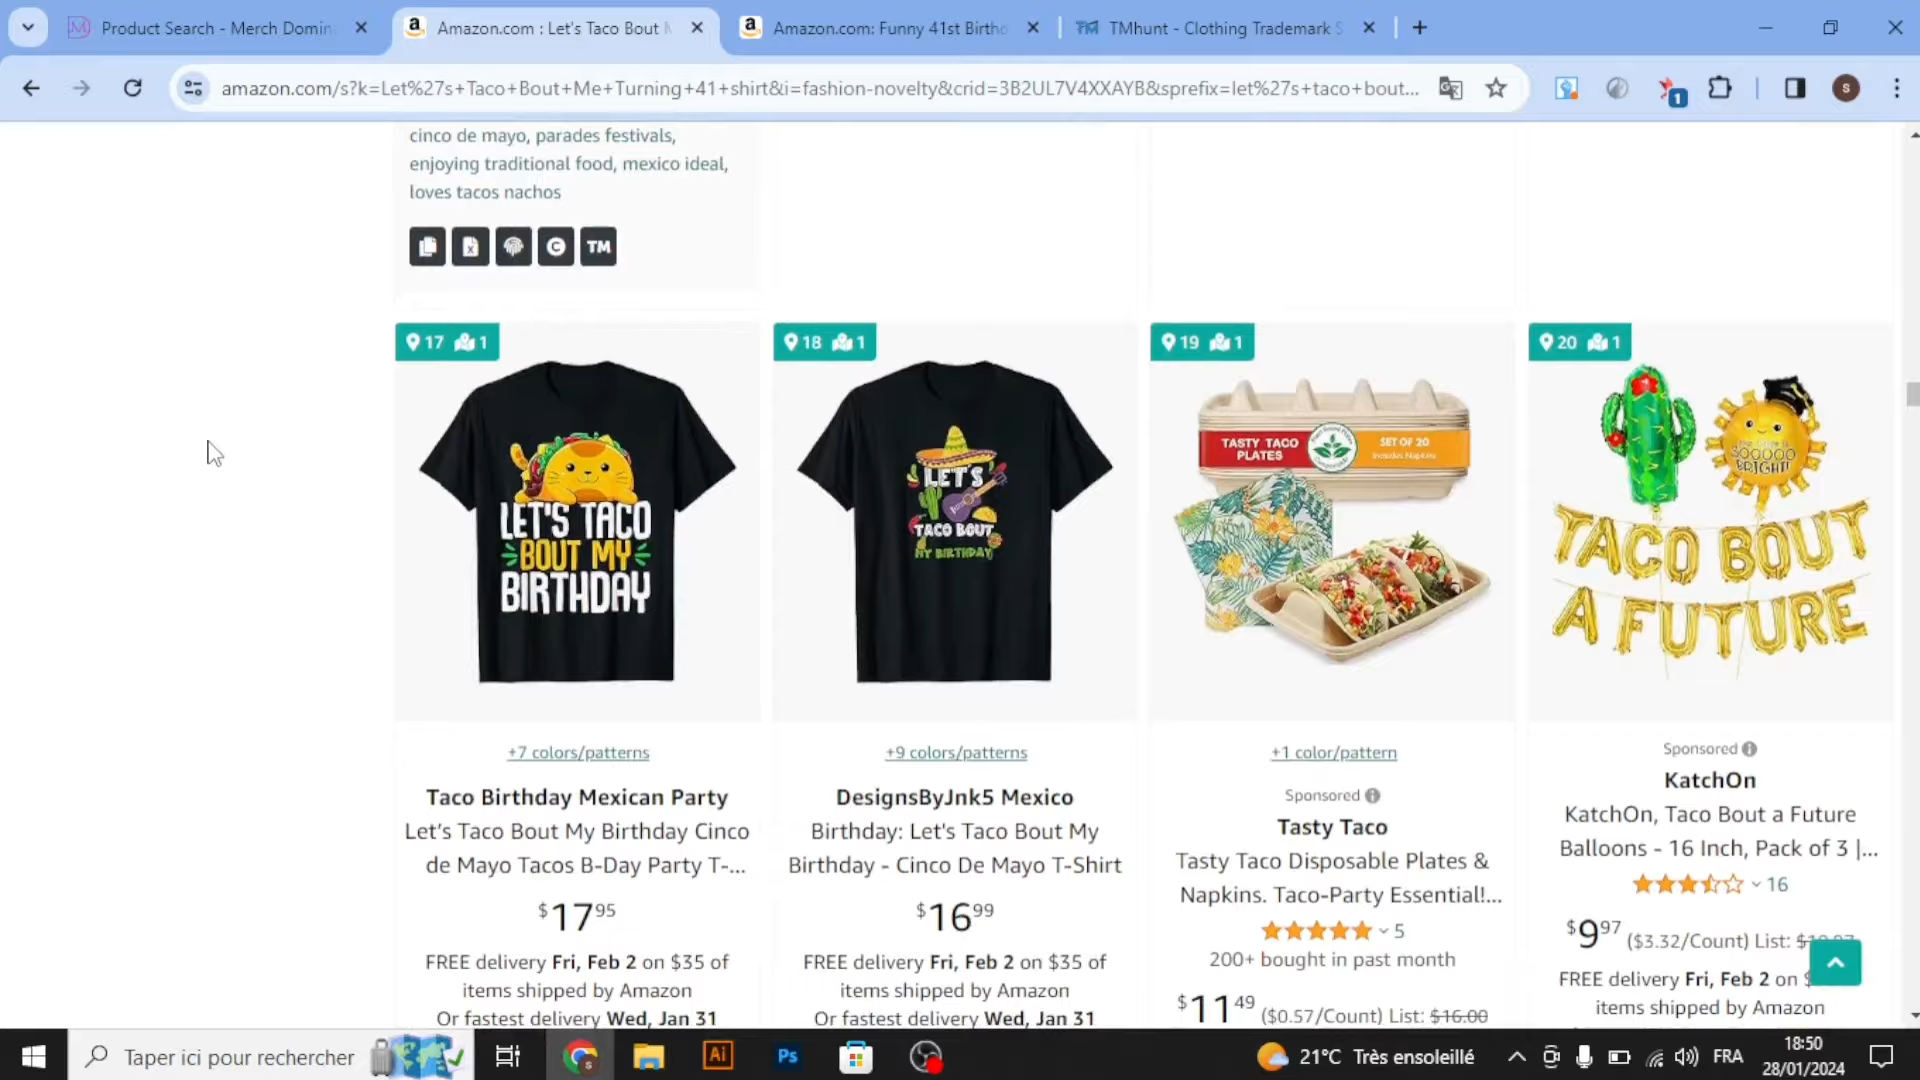 Product Search - Merch Domin
Amazon.com : Let's Taco Bout M
Amazon.com: Funny 41st Birthd
TMhunt - Clothing Trademark S
amazon.com/s?k=Let%27s+Taco+Bout+Me+Turning+41+shirt&i=fashion-novelty&crid=3B2UL7V4XXAYB&sprefix=let%27s+taco+bout...
1
S
cinco de mayo, parades festivals,
enjoying traditional food, mexico ideal,
loves tacos nachos
TM
17 1
18 1
19 1
20 1
LET'S TACO
BOUT MY
BIRTHDAY
LET'S
TACO BOUT
MY BIRTHDAY
TASTY TACO
PLATES
SET OF 20
Includes Napkins
SOOOOO
BRIGHT!
TACO BOUT
A FUTURE
+7 colors/patterns
Taco Birthday Mexican Party
Let's Taco Bout My Birthday Cinco
de Mayo Tacos B-Day Party T-...
$17 95
FREE delivery Fri, Feb 2 on $35 of
items shipped by Amazon
Or fastest delivery Wed, Jan 31
+9 colors/patterns
DesignsByJnk5 Mexico
Birthday: Let's Taco Bout My
Birthday - Cinco De Mayo T-Shirt
$16 99
FREE delivery Fri, Feb 2 on $35 of
items shipped by Amazon
Or fastest delivery Wed, Jan 31
+1 color/pattern
Sponsored
Tasty Taco
Tasty Taco Disposable Plates &
Napkins. Taco-Party Essential!...
5
200+ bought in past month
$11 49 ($0.57/Count) List: $16.00
Sponsored
KatchOn
KatchOn, Taco Bout a Future
Balloons - 16 Inch, Pack of 3 |...
16
$9 97 ($3.32/Count) List:
FREE delivery Fri, Feb 2 on
items shipped by Amazon
Taper ici pour rechercher
Ai
Ps
21°C Très ensoleillé
FRA
18:50
28/01/2024